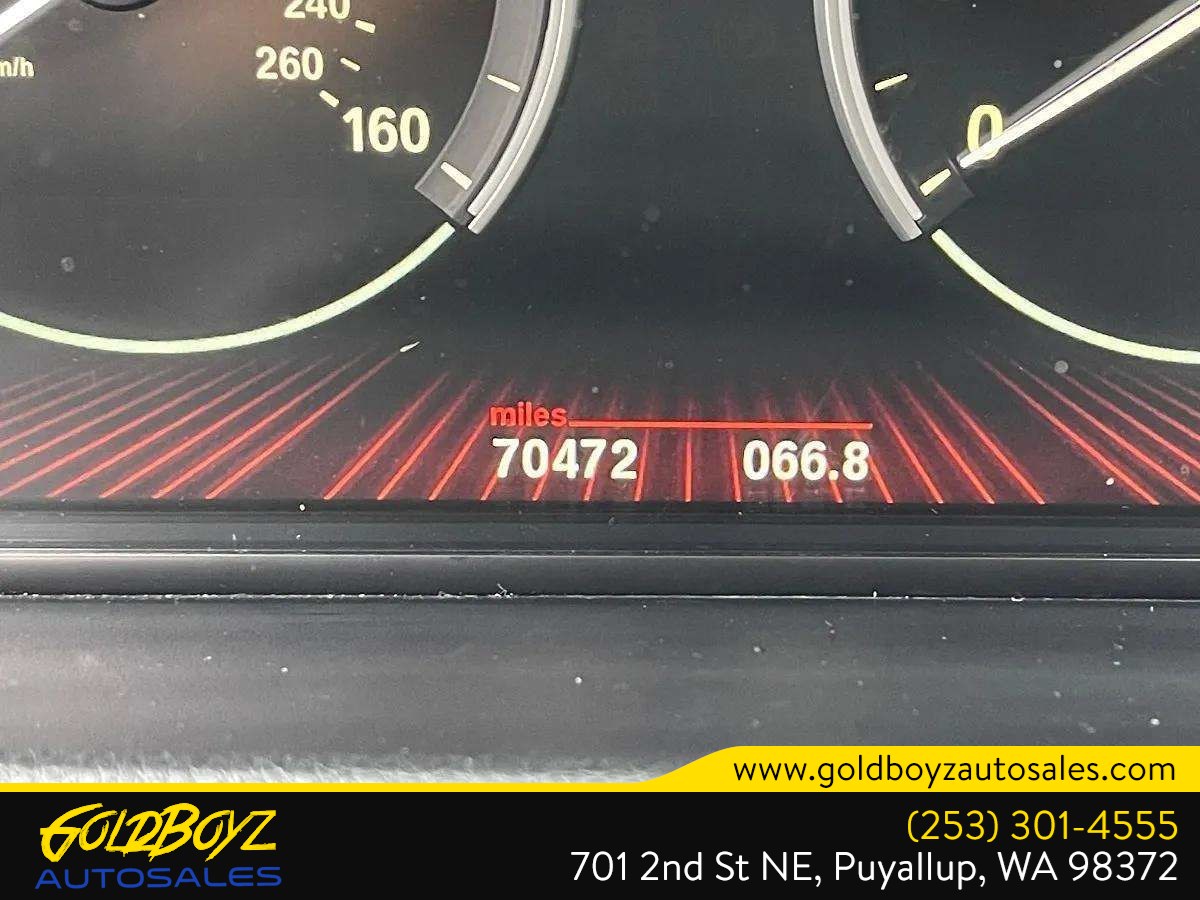 240
m/h
260
160
0
miles
70472 066.8
www.goldboyzautosales.com
GOLDBOYZ
AUTOSALES
(253) 301-4555
701 2nd St NE, Puyallup, WA 98372